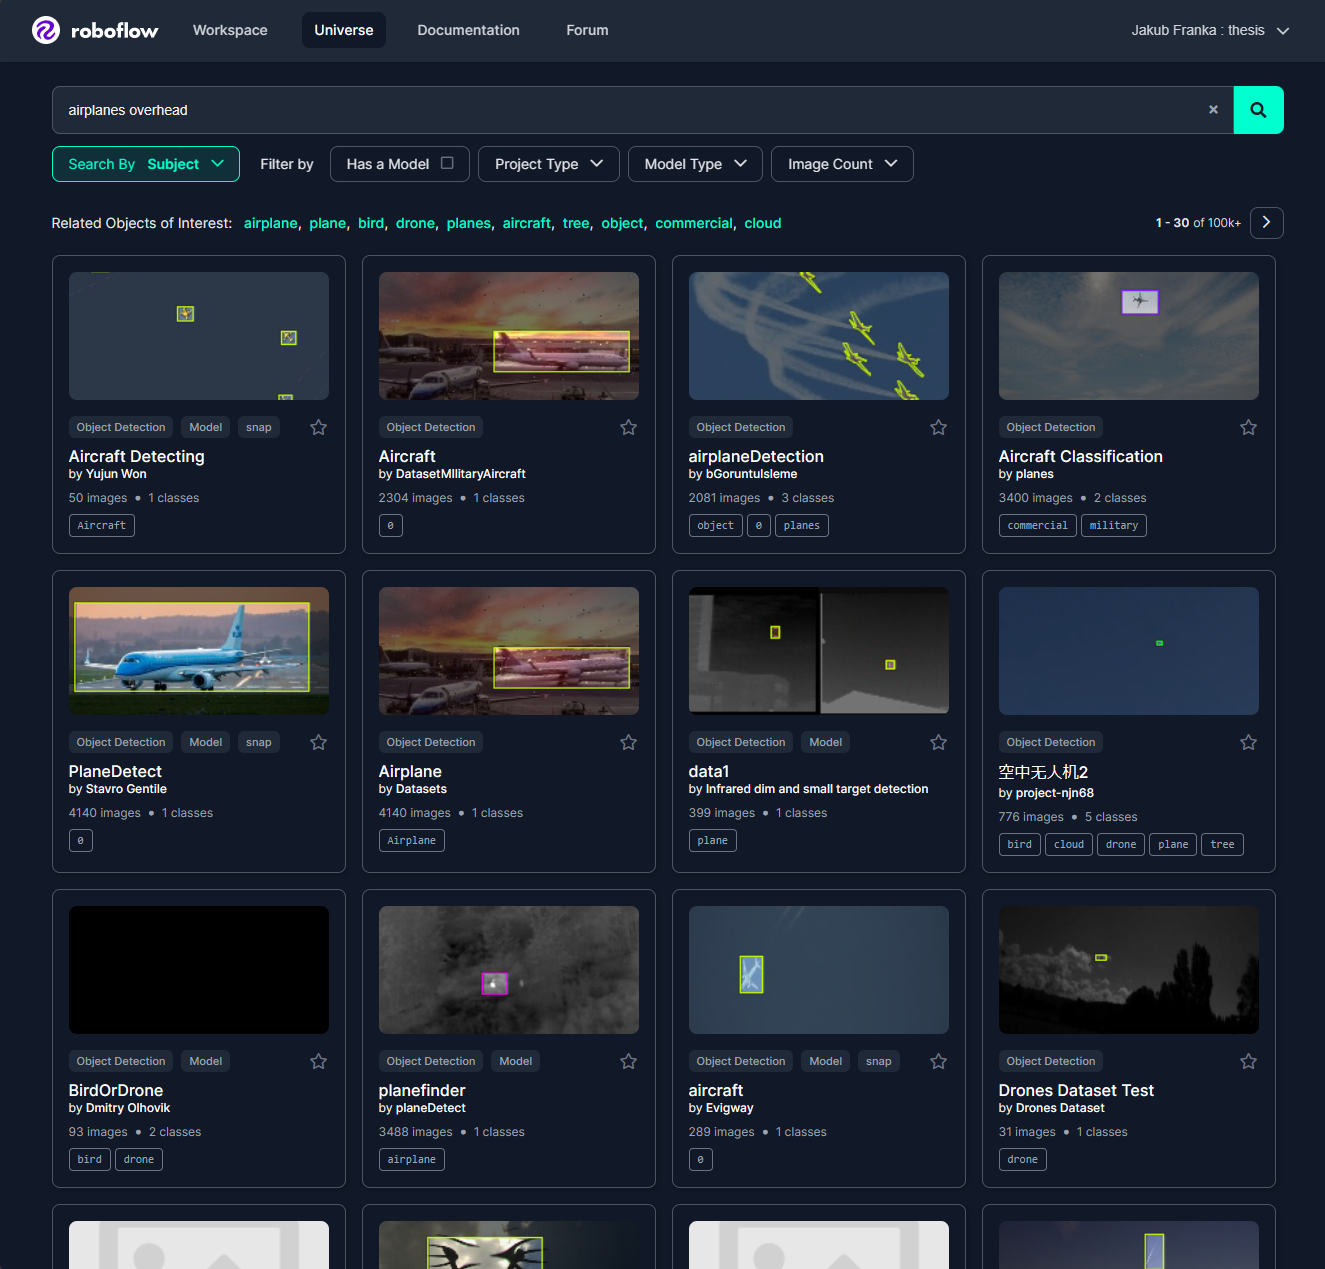 roboflow Workspace Universe Documentation Forum Jakub Franka : thesis
airplanes overhead ×
Search By Subject Filter by Has a Model Project Type Model Type Image Count
Related Objects of Interest: airplane, plane, bird, drone, planes, aircraft, tree, object, commercial, cloud 1 - 30 of 100k+
Object Detection Model snap
Aircraft Detecting
by Yujun Won
50 images • 1 classes
Aircraft
Object Detection
Aircraft
by DatasetMIlitaryAircraft
2304 images • 1 classes
0
Object Detection
airplaneDetection
by bGoruntuIsleme
2081 images • 3 classes
object 0 planes
Object Detection
Aircraft Classification
by planes
3400 images • 2 classes
commercial military
Object Detection Model snap
PlaneDetect
by Stavro Gentile
4140 images • 1 classes
0
Object Detection
Airplane
by Datasets
4140 images • 1 classes
Airplane
Object Detection Model
data1
by Infrared dim and small target detection
399 images • 1 classes
plane
Object Detection
空中无人机2
by project-njn68
776 images • 5 classes
bird cloud drone plane tree
Object Detection Model
BirdOrDrone
by Dmitry Olhovik
93 images • 2 classes
bird drone
Object Detection Model
planefinder
by planeDetect
3488 images • 1 classes
airplane
Object Detection Model snap
aircraft
by Evigway
289 images • 1 classes
0
Object Detection
Drones Dataset Test
by Drones Dataset
31 images • 1 classes
drone